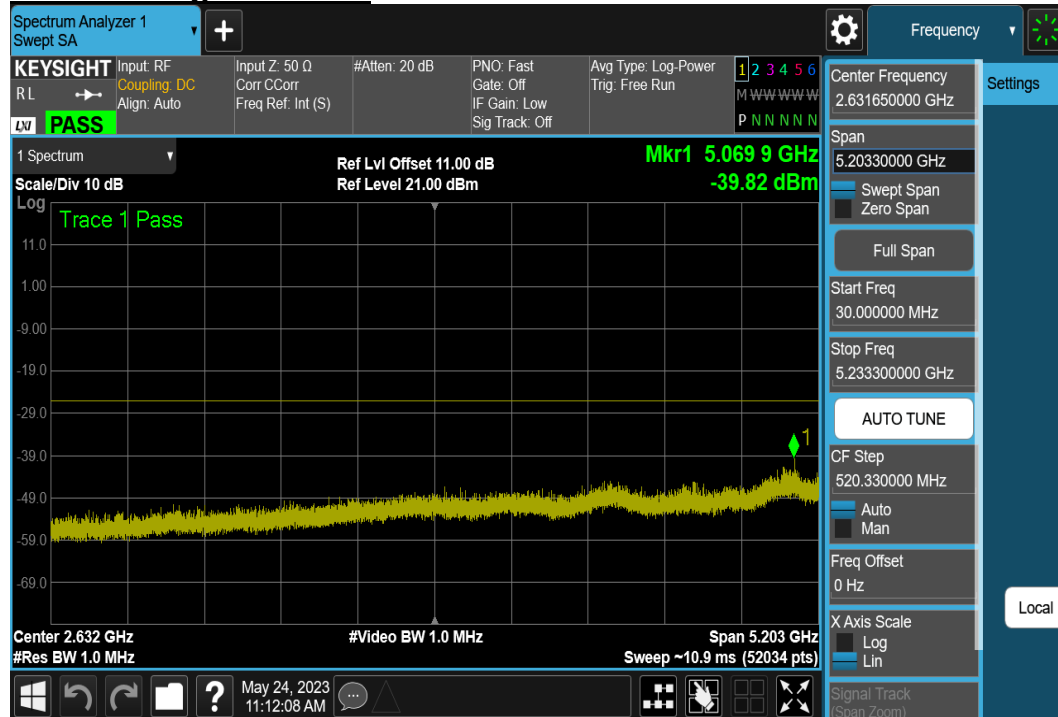 Spectrum Analyzer 1
Swept SA
+
Frequency
KEYSIGHT
RL
LXI
PASS
Input: RF
Coupling: DC
Align: Auto
Input Z: 50 Ω
Corr CCorr
Freq Ref: Int (S)
#Atten: 20 dB
PNO: Fast
Gate: Off
IF Gain: Low
Sig Track: Off
Avg Type: Log-Power
Trig: Free Run
1 2 3 4 5 6
M W W W W W
P N N N N N
1 Spectrum
Scale/Div 10 dB
Ref Lvl Offset 11.00 dB
Ref Level 21.00 dBm
Mkr1 5.069 9 GHz
-39.82 dBm
Log
Trace 1 Pass
11.0
1.00
-9.00
-19.0
-29.0
-39.0
-49.0
-59.0
-69.0
1
Center 2.632 GHz
#Res BW 1.0 MHz
#Video BW 1.0 MHz
Span 5.203 GHz
Sweep ~10.9 ms (52034 pts)
Center Frequency
2.631650000 GHz
Span
5.20330000 GHz
Swept Span
Zero Span
Full Span
Start Freq
30.000000 MHz
Stop Freq
5.233300000 GHz
AUTO TUNE
CF Step
520.330000 MHz
Auto
Man
Freq Offset
0 Hz
X Axis Scale
Log
Lin
Signal Track
(Span Zoom)
Settings
Local
?
May 24, 2023
11:12:08 AM